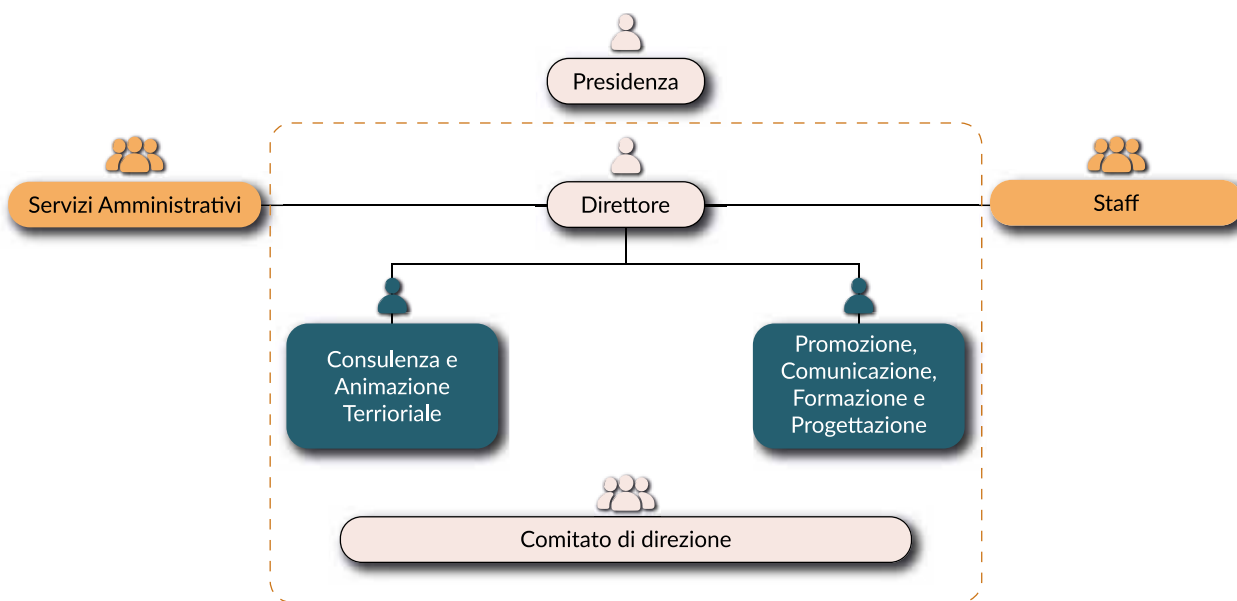 Presidenza
Servizi Amministrativi
Direttore
Staff
Consulenza e
Animazione
Terrioriale
Promozione,
Comunicazione,
Formazione e
Progettazione
Comitato di direzione